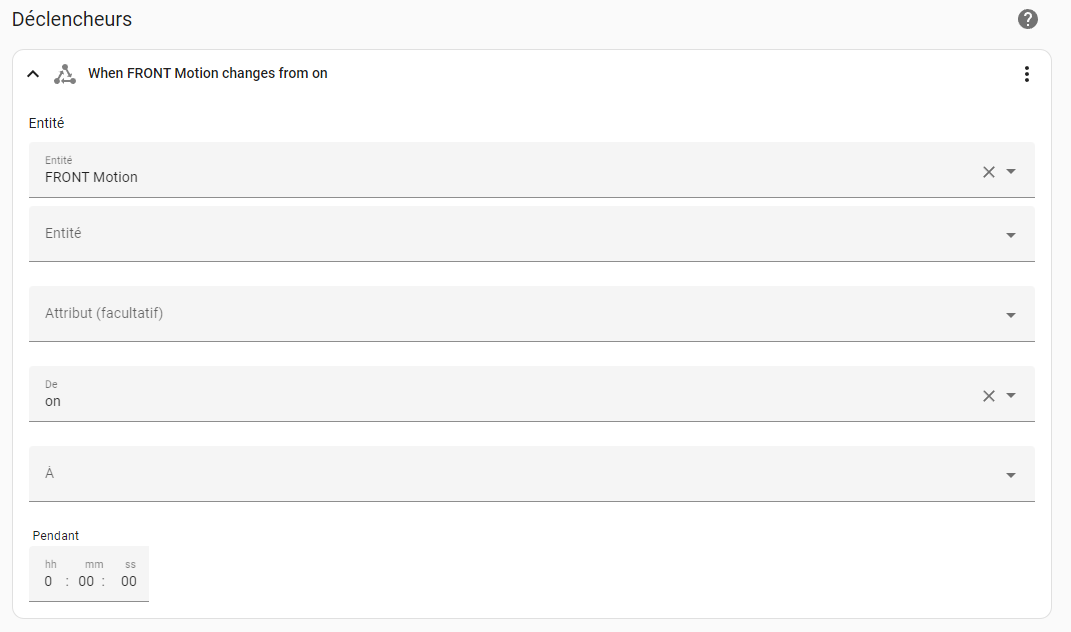 Déclencheurs
When FRONT Motion changes from on
Entité
Entité
FRONT Motion
Entité
Attribut (facultatif)
De
on
À
Pendant
hh mm ss
0 : 00 : 00